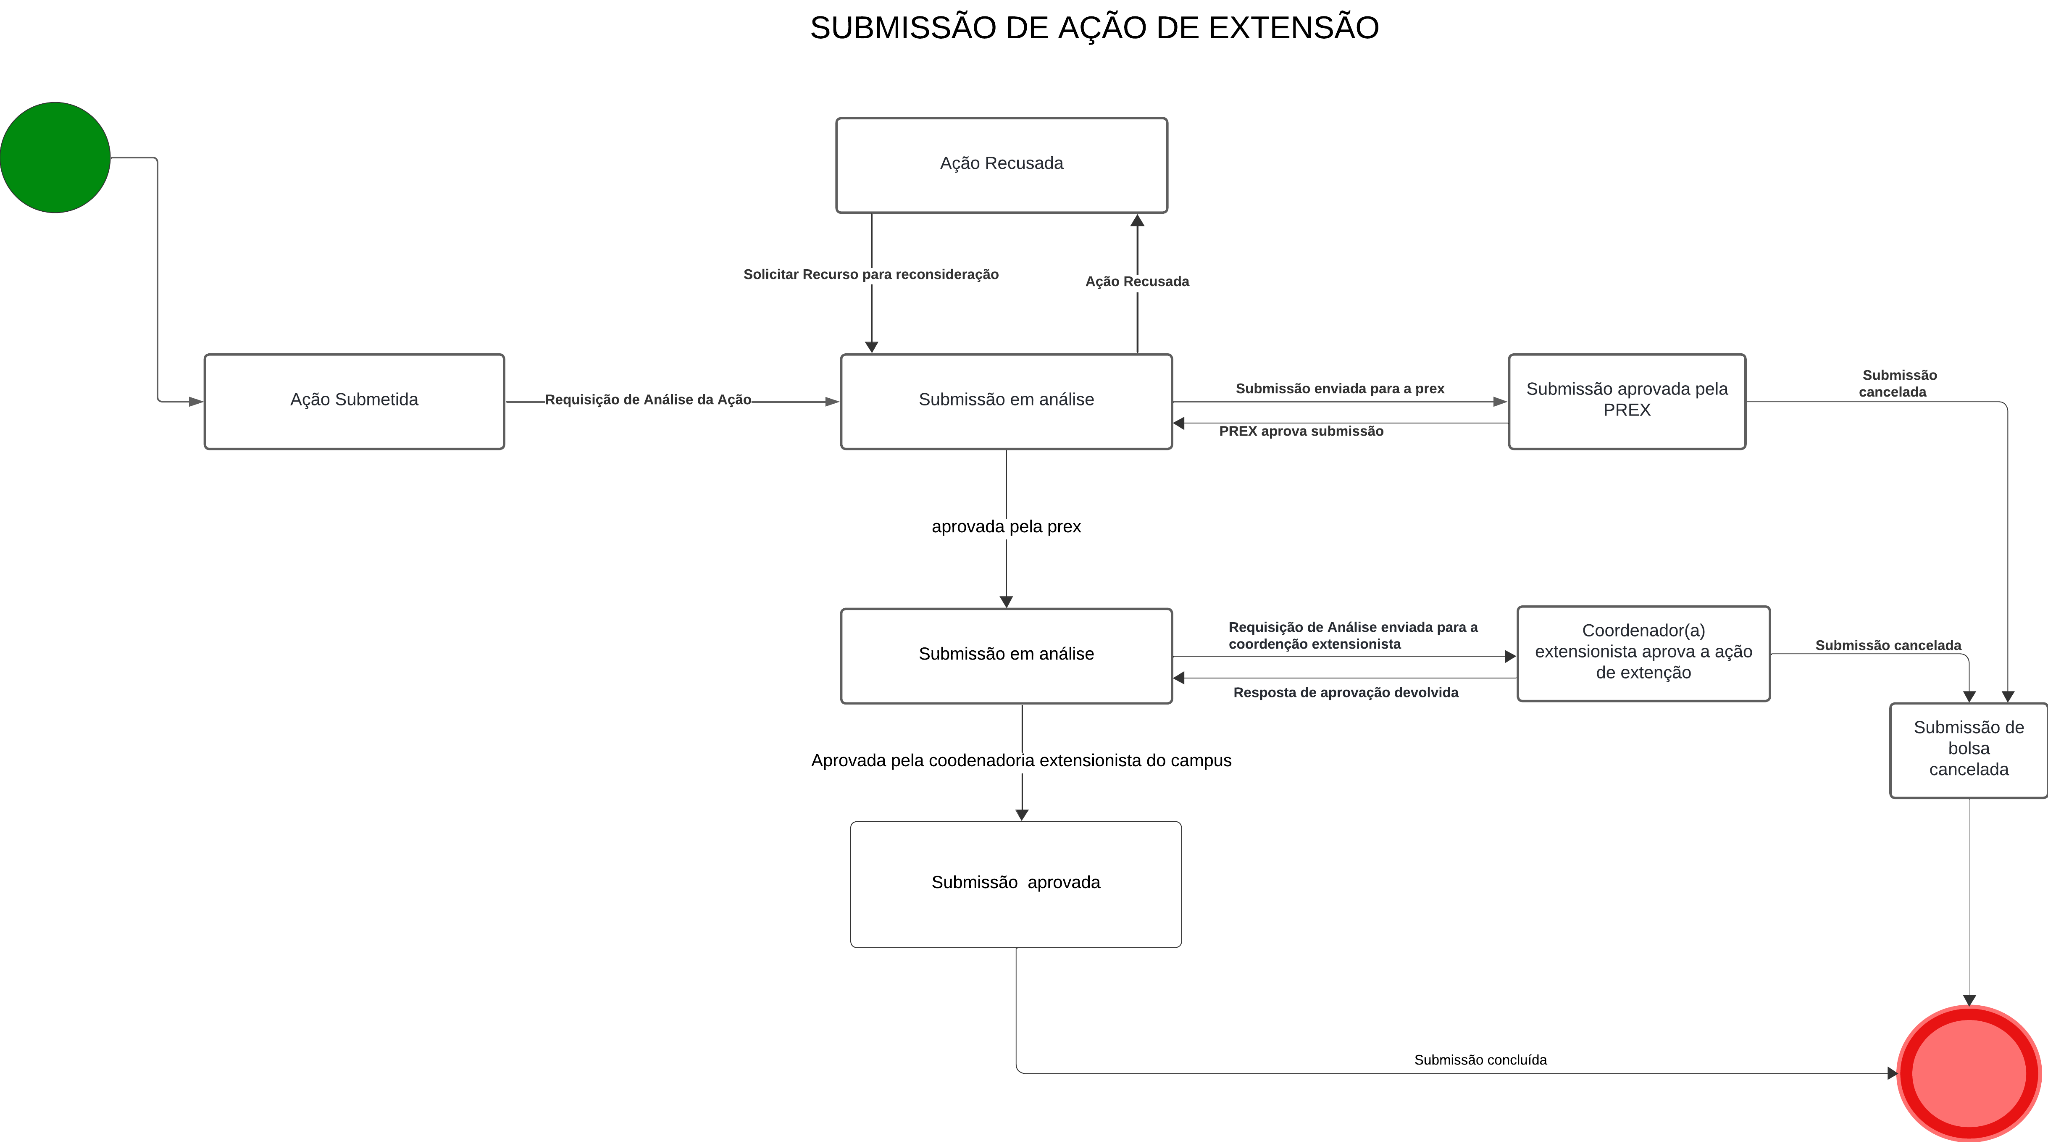 SUBMISSÃO DE AÇÃO DE EXTENSÃO
Ação Recusada
Solicitar Recurso para reconsideração
Ação Recusada
Ação Submetida
Requisição de Análise da Ação
Submissão em análise
Submissão enviada para a prex
PREX aprova submissão
Submissão aprovada pela
PREX
Submissão
cancelada
aprovada pela prex
Submissão em análise
Requisição de Análise enviada para a
coordenção extensionista
Resposta de aprovação devolvida
Coordenador(a)
extensionista aprova a ação
de extenção
Submissão cancelada
Submissão de
bolsa
cancelada
Aprovada pela coodenadoria extensionista do campus
Submissão  aprovada
Submissão concluída